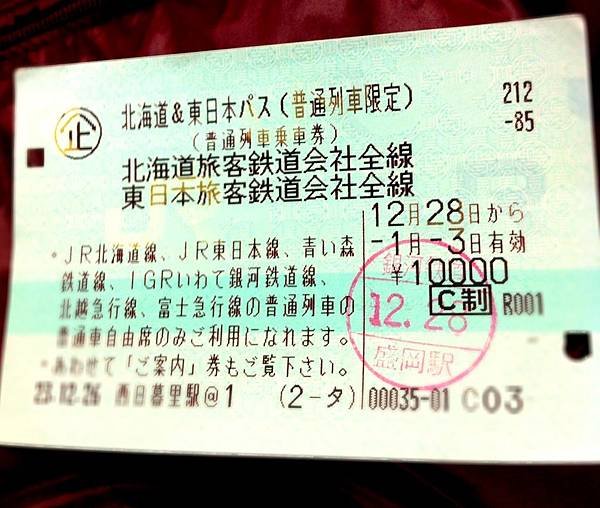 企 北海道&東日本パス(普通列車限定) 212
(普通列車乗車券) -85
北海道旅客鉄道会社全線
東日本旅客鉄道会社全線
12月28日から
-1月-3日有効
¥10000
C制 R001
・JR北海道線、JR東日本線、青い森
鉄道線、IGRいわて銀河鉄道線、
北越急行線、富士急行線の普通列車の
普通車自由席のみご利用になれます。
・あわせて「ご案内」券もご覧下さい。
銀河鉄道
12.28
盛岡駅
23.12.26 西日暮里駅@1 (2-タ) 00035-01 C03